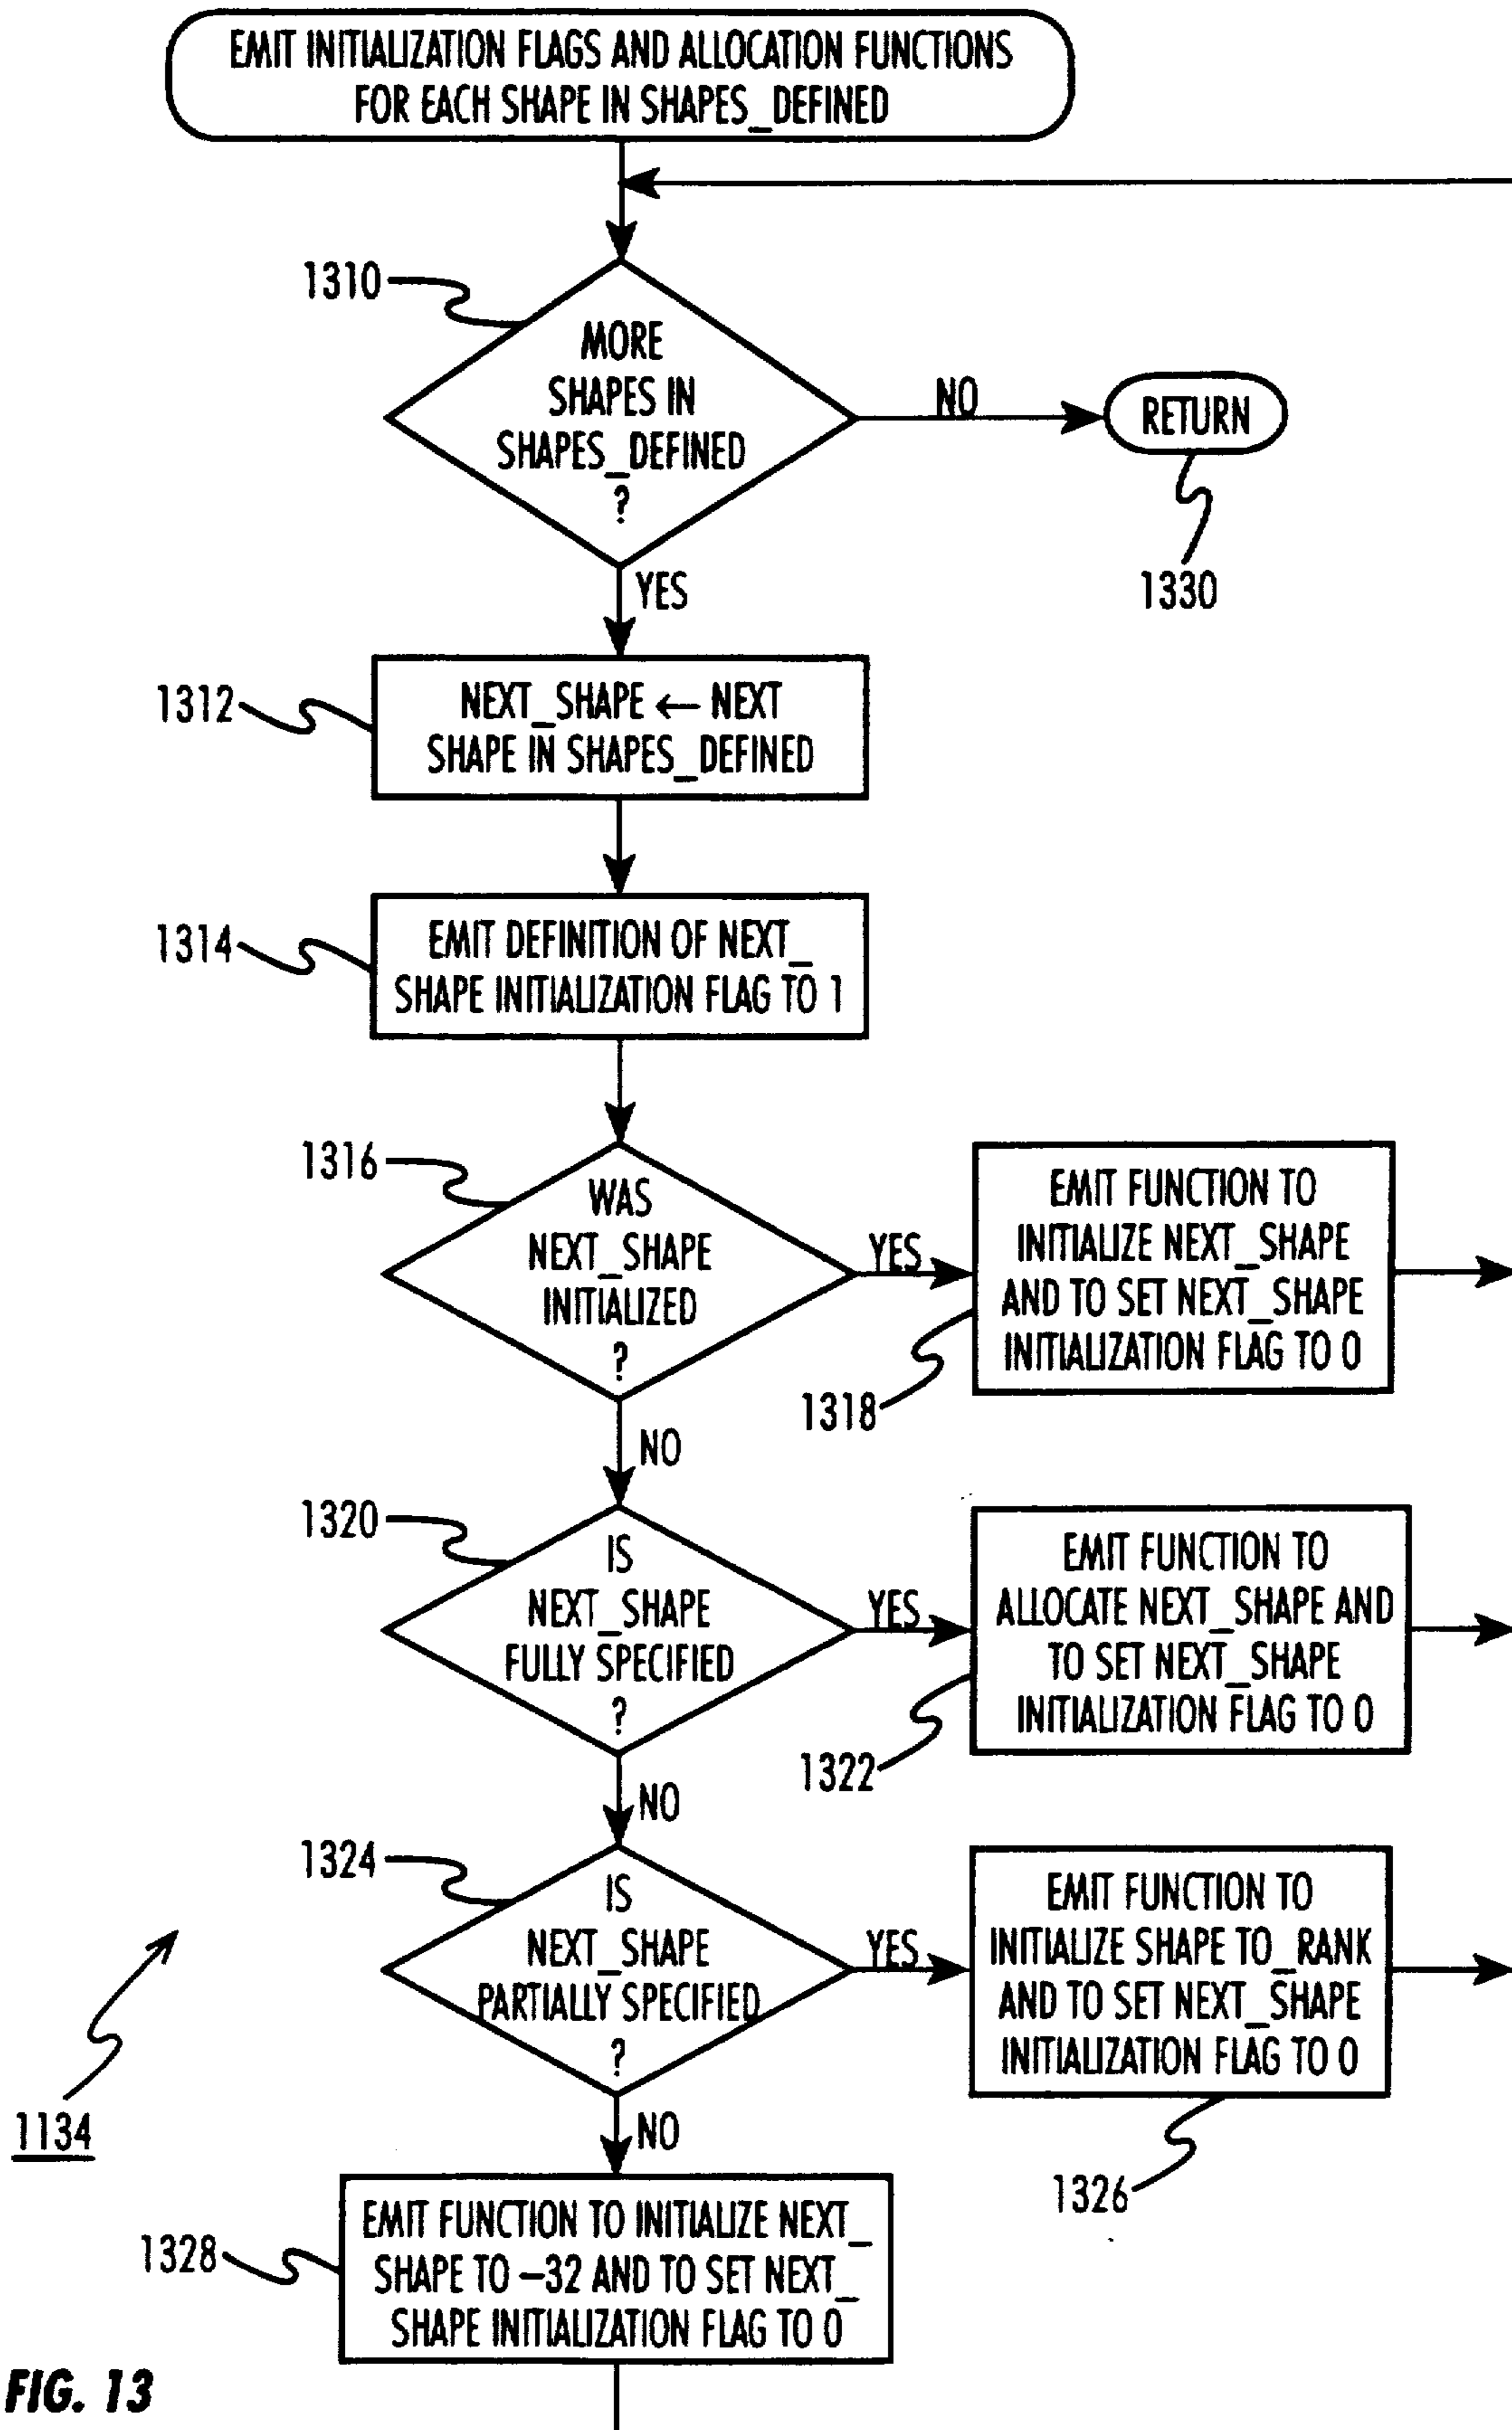 EMIT INITIALIZATION FLAGS AND ALLOCATION FUNCTIONS
FOR EACH SHAPE IN SHAPES_DEFINED
1310
MORE
SHAPES IN
SHAPES_DEFINED
?
NO
RETURN
1330
YES
1312
NEXT_SHAPE ← NEXT
SHAPE IN SHAPES_DEFINED
1314
EMIT DEFINITION OF NEXT_
SHAPE INITIALIZATION FLAG TO 1
1316
WAS
NEXT_SHAPE
INITIALIZED
?
YES
EMIT FUNCTION TO
INITIALIZE NEXT_SHAPE
AND TO SET NEXT_SHAPE
INITIALIZATION FLAG TO 0
1318
NO
1320
IS
NEXT_SHAPE
FULLY SPECIFIED
?
YES
EMIT FUNCTION TO
ALLOCATE NEXT_SHAPE AND
TO SET NEXT_SHAPE
INITIALIZATION FLAG TO 0
1322
NO
1324
IS
NEXT_SHAPE
PARTIALLY SPECIFIED
?
YES
EMIT FUNCTION TO
INITIALIZE SHAPE TO_RANK
AND TO SET NEXT_SHAPE
INITIALIZATION FLAG TO 0
1326
NO
1134
1328
EMIT FUNCTION TO INITIALIZE NEXT_
SHAPE TO –32 AND TO SET NEXT_
SHAPE INITIALIZATION FLAG TO 0
FIG. 13